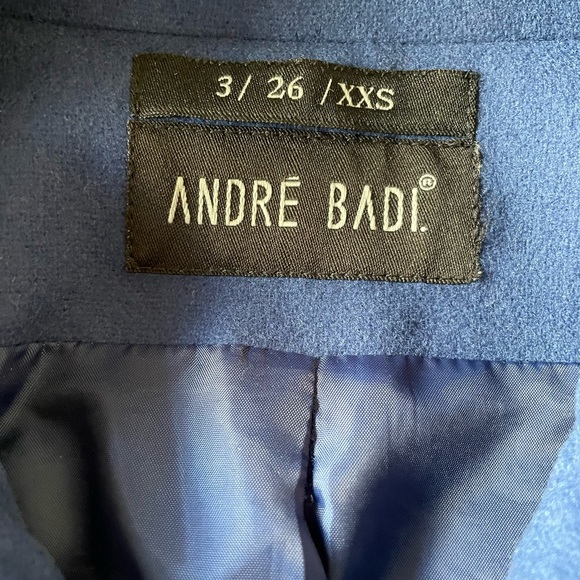 3/ 26 /XXS
ANDRÉ BADI.®